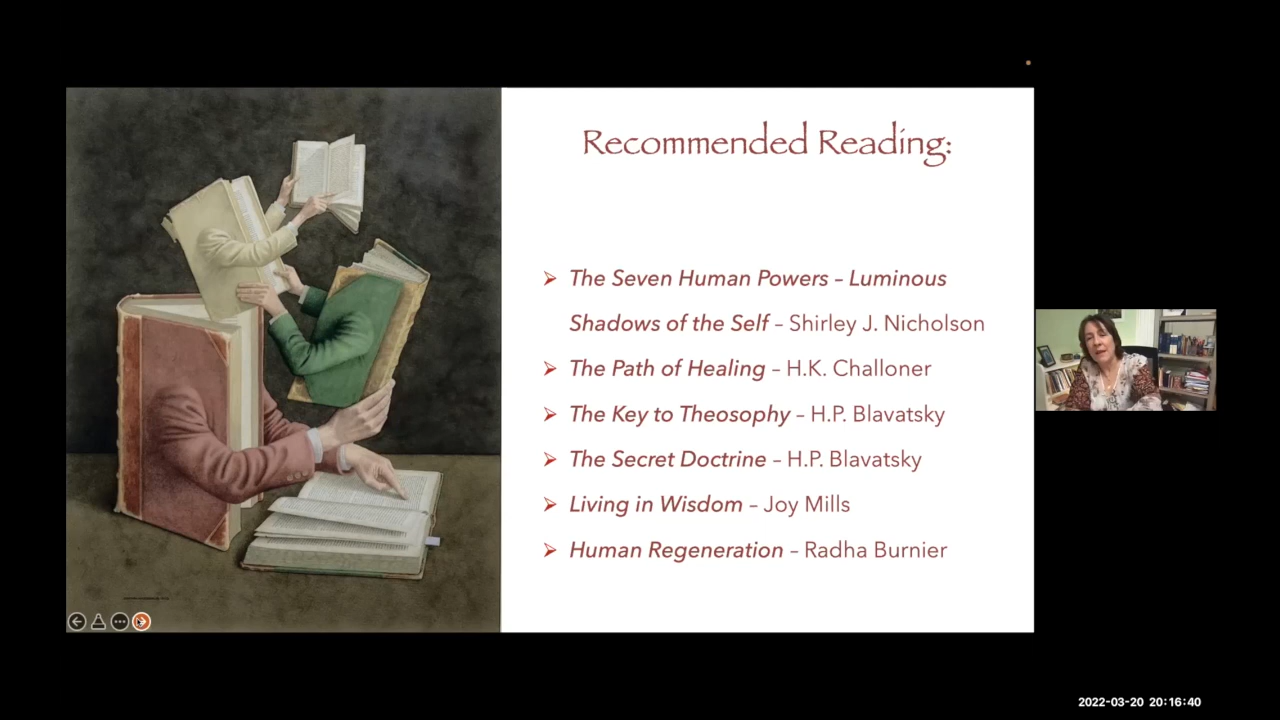 Recommended Reading:
➢ The Seven Human Powers – Luminous
Shadows of the Self – Shirley J. Nicholson
➢ The Path of Healing – H.K. Challoner
➢ The Key to Theosophy – H.P. Blavatsky
➢ The Secret Doctrine – H.P. Blavatsky
➢ Living in Wisdom – Joy Mills
➢ Human Regeneration – Radha Burnier
2022-03-20 20:16:40